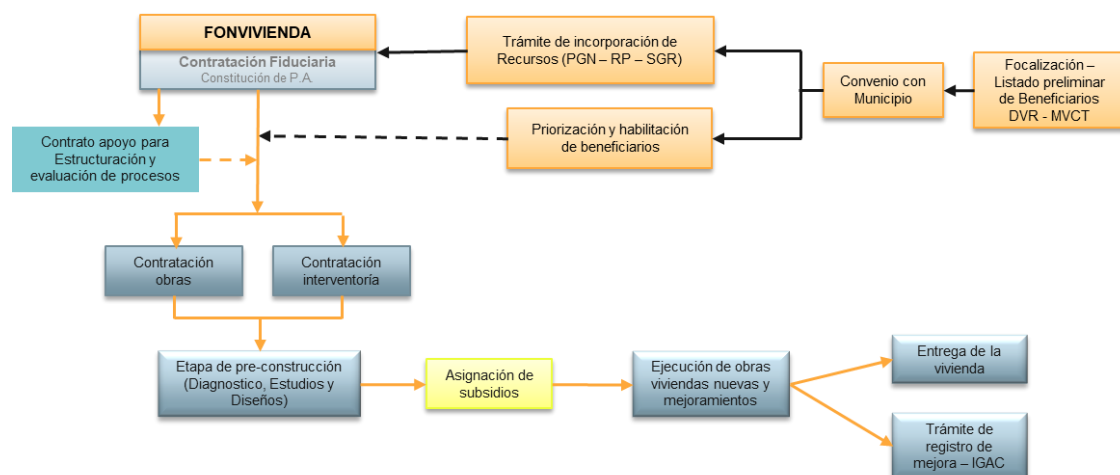 FONVIVIENDA
Contratación Fiduciaria
Constitución de P.A.
Trámite de incorporación de
Recursos (PGN – RP – SGR)
Convenio con
Municipio
Focalización –
Listado preliminar
de Beneficiarios
DVR - MVCT
Contrato apoyo para
Estructuración y
evaluación de procesos
Priorización y habilitación
de beneficiarios
Contratación
obras
Contratación
interventoría
Etapa de pre-construcción
(Diagnostico, Estudios y
Diseños)
Asignación de
subsidios
Ejecución de obras
viviendas nuevas y
mejoramientos
Entrega de la
vivienda
Trámite de
registro de
mejora – IGAC